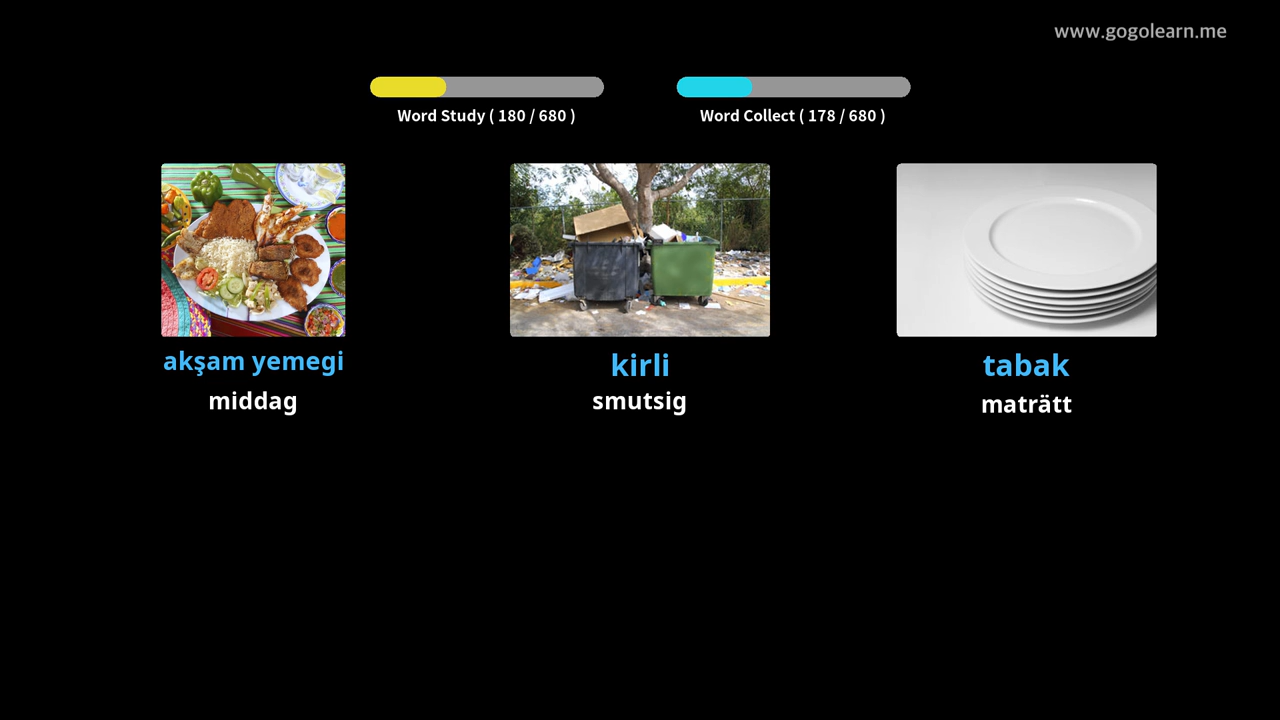 www.gogolearn.me
Word Study ( 180 / 680 )
Word Collect ( 178 / 680 )
akşam yemegi
middag
kirli
smutsig
tabak
maträtt